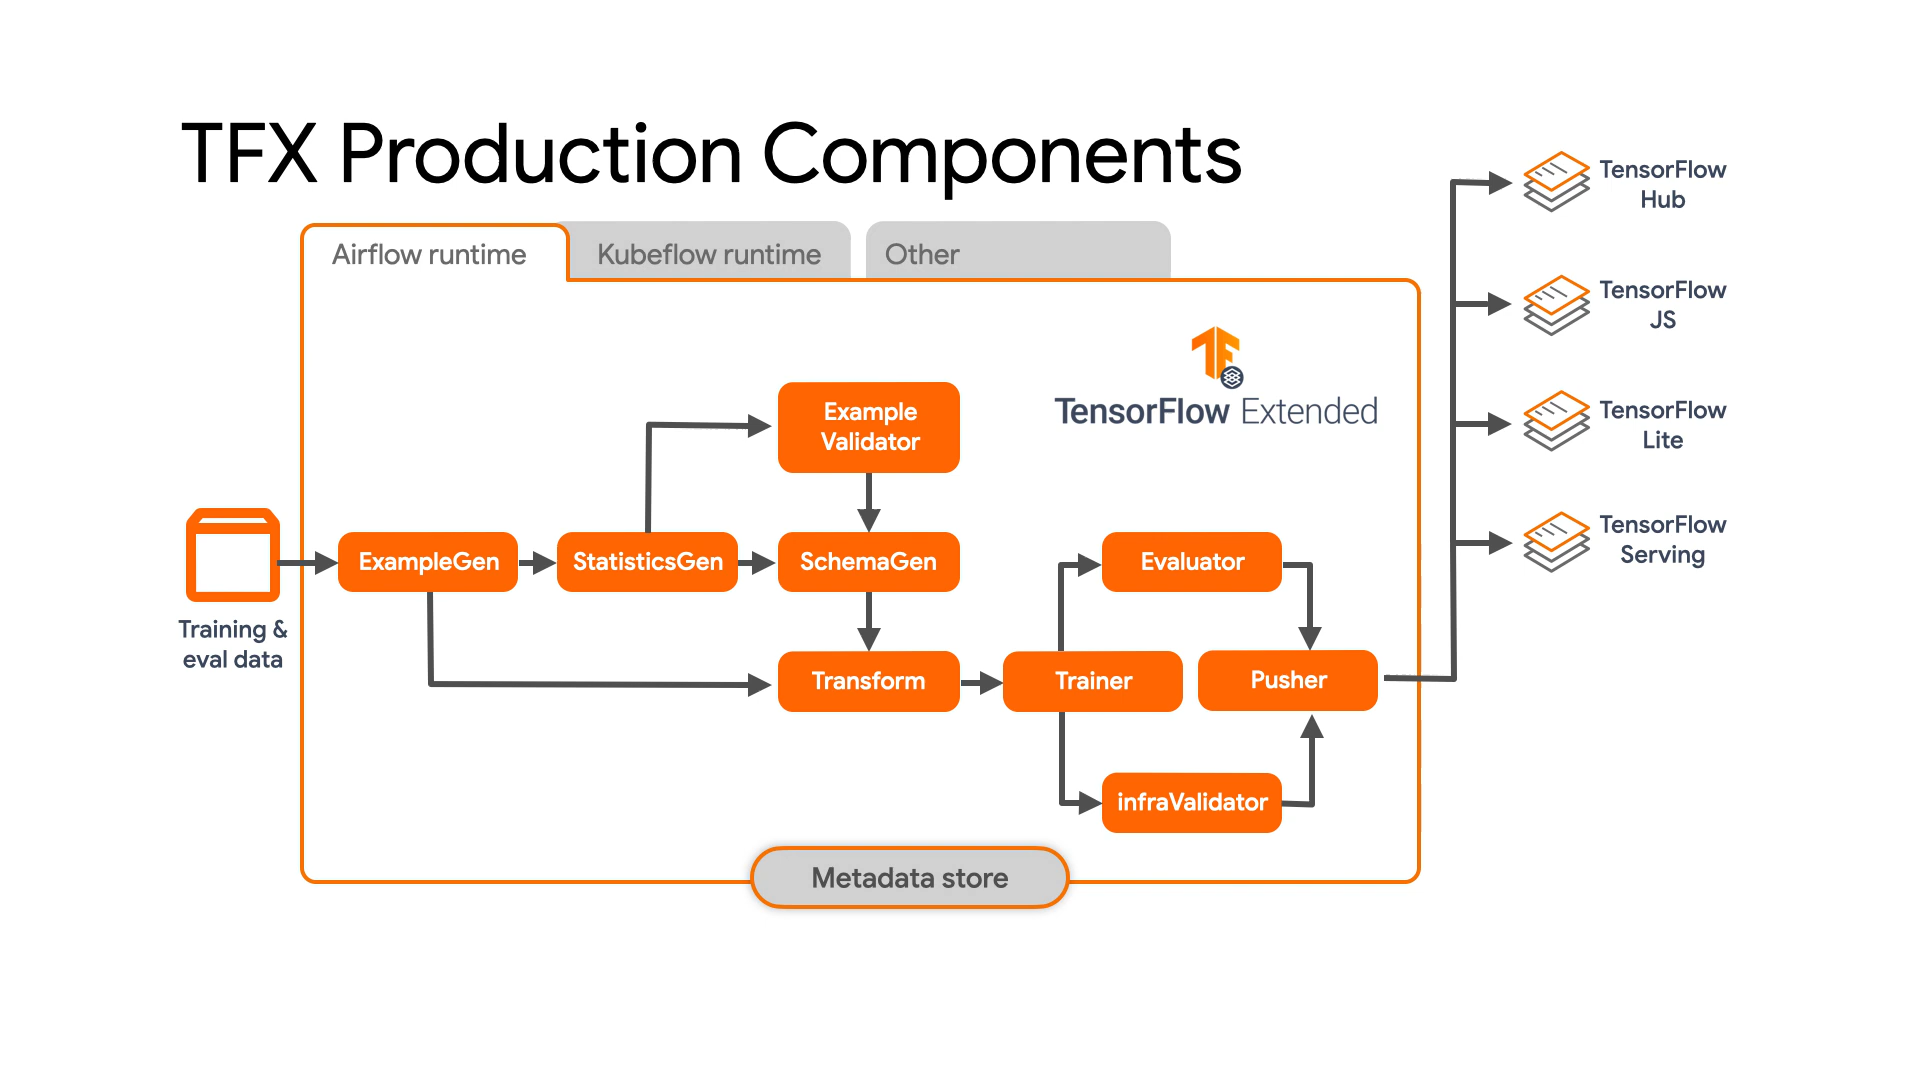 TFX Production Components
Airflow runtime
Kubeflow runtime
Other
TensorFlow Extended
Training &
eval data
ExampleGen
StatisticsGen
Example
Validator
SchemaGen
Transform
Trainer
Evaluator
infraValidator
Pusher
Metadata store
TensorFlow
Hub
TensorFlow
JS
TensorFlow
Lite
TensorFlow
Serving